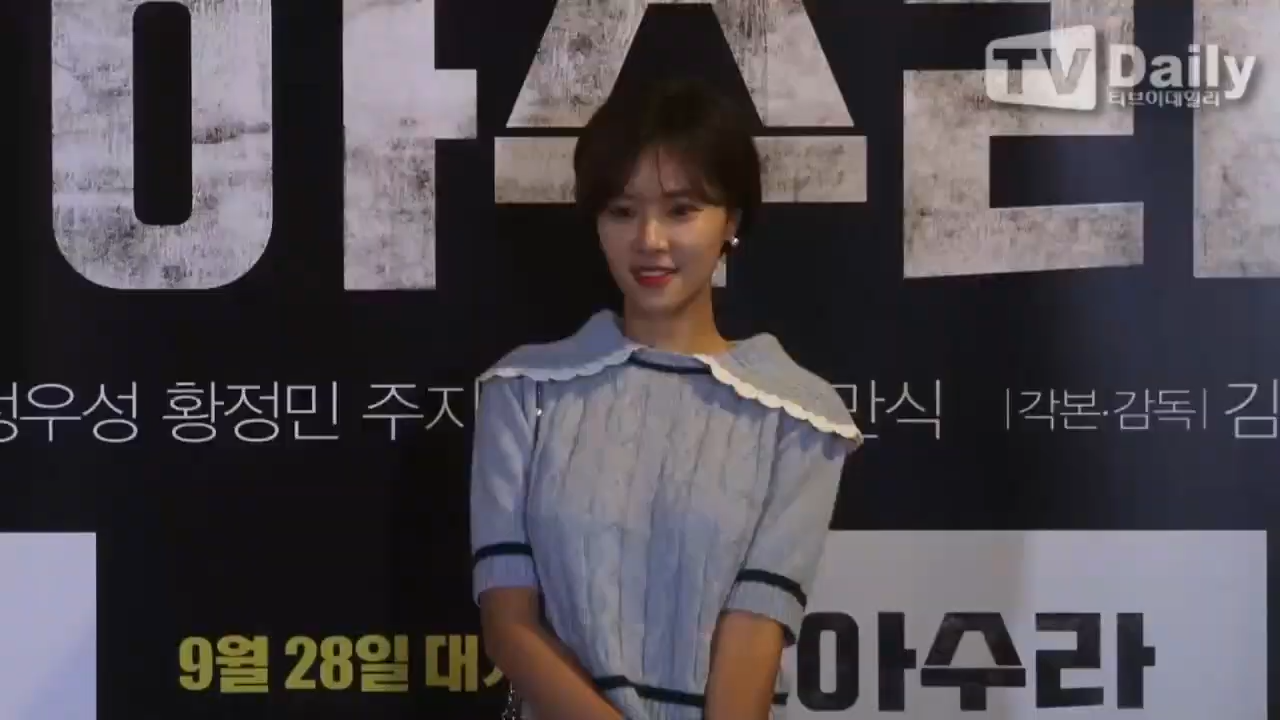 아수라
TV Daily
티브이데일리
정우성 황정민 주지 만식 |각본·감독| 김
9월 28일 대
아수라